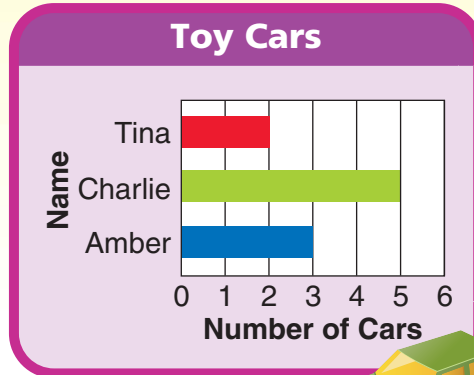 Toy Cars
Name
Tina
Charlie
Amber
0 1 2 3 4 5 6
Number of Cars